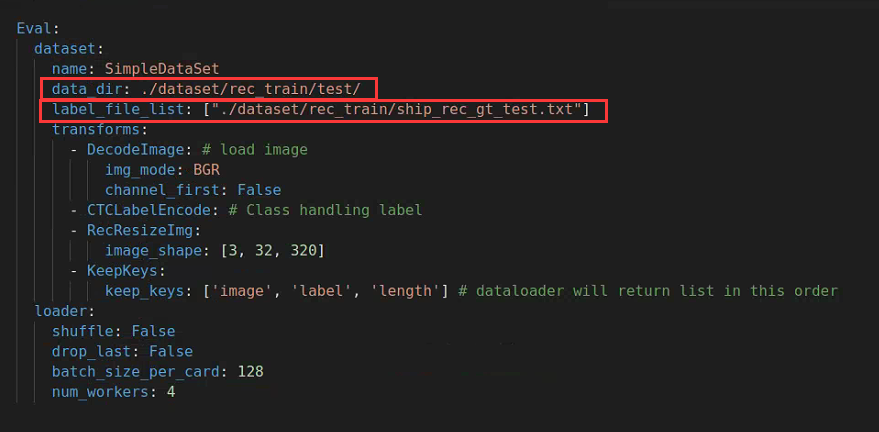 Eval:
dataset:
name: SimpleDataSet
data_dir: ./dataset/rec_train/test/
label_file_list: ["./dataset/rec_train/ship_rec_gt_test.txt"]
transforms:
- DecodeImage: # load image
img_mode: BGR
channel_first: False
- CTCLabelEncode: # Class handling label
- RecResizeImg:
image_shape: [3, 32, 320]
- KeepKeys:
keep_keys: ['image', 'label', 'length'] # dataloader will return list in this order
loader:
shuffle: False
drop_last: False
batch_size_per_card: 128
num_workers: 4